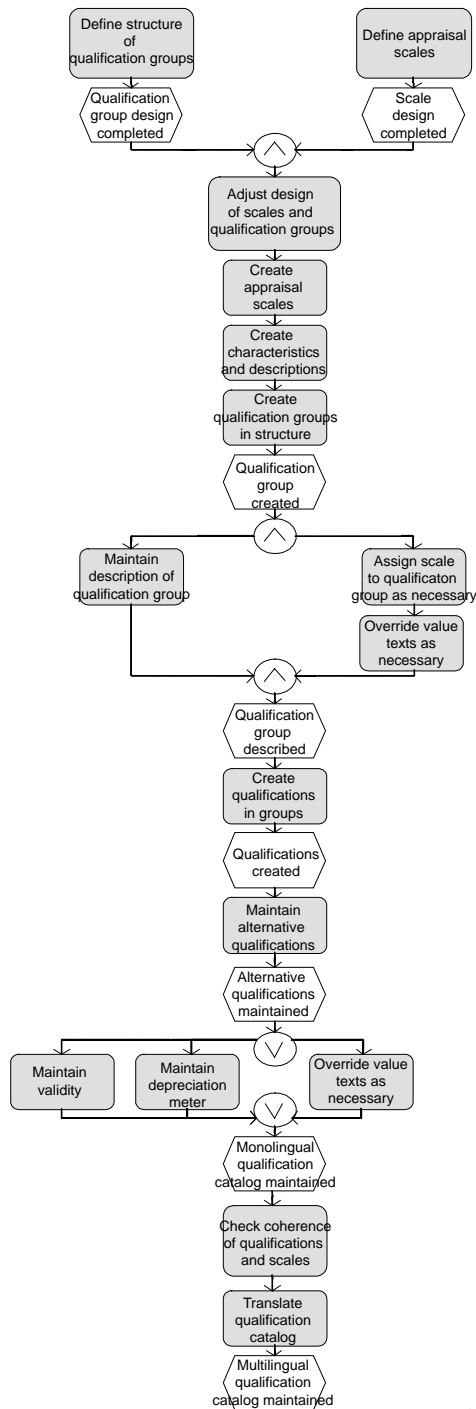 Define structure
of
qualification groups
Define appraisal
scales
Qualification
group design
completed
Scale
design
completed
Adjust design
of scales and
qualification groups
Create
appraisal
scales
Create
characteristics
and descriptions
Create
qualification groups
in structure
Qualification
group
created
Maintain
description of
qualification group
Assign scale
to qualificaton
group as necessary
Override value
texts as
necessary
Qualification
group
described
Create
qualifications
in groups
Qualifications
created
Maintain
alternative
qualifications
Alternative
qualifications
maintained
Maintain
validity
Maintain
depreciation
meter
Override value
texts as
necessary
Monolingual
qualification
catalog maintained
Check coherence
of qualifications
and scales
Translate
qualification
catalog
Multilingual
qualification
catalog maintained